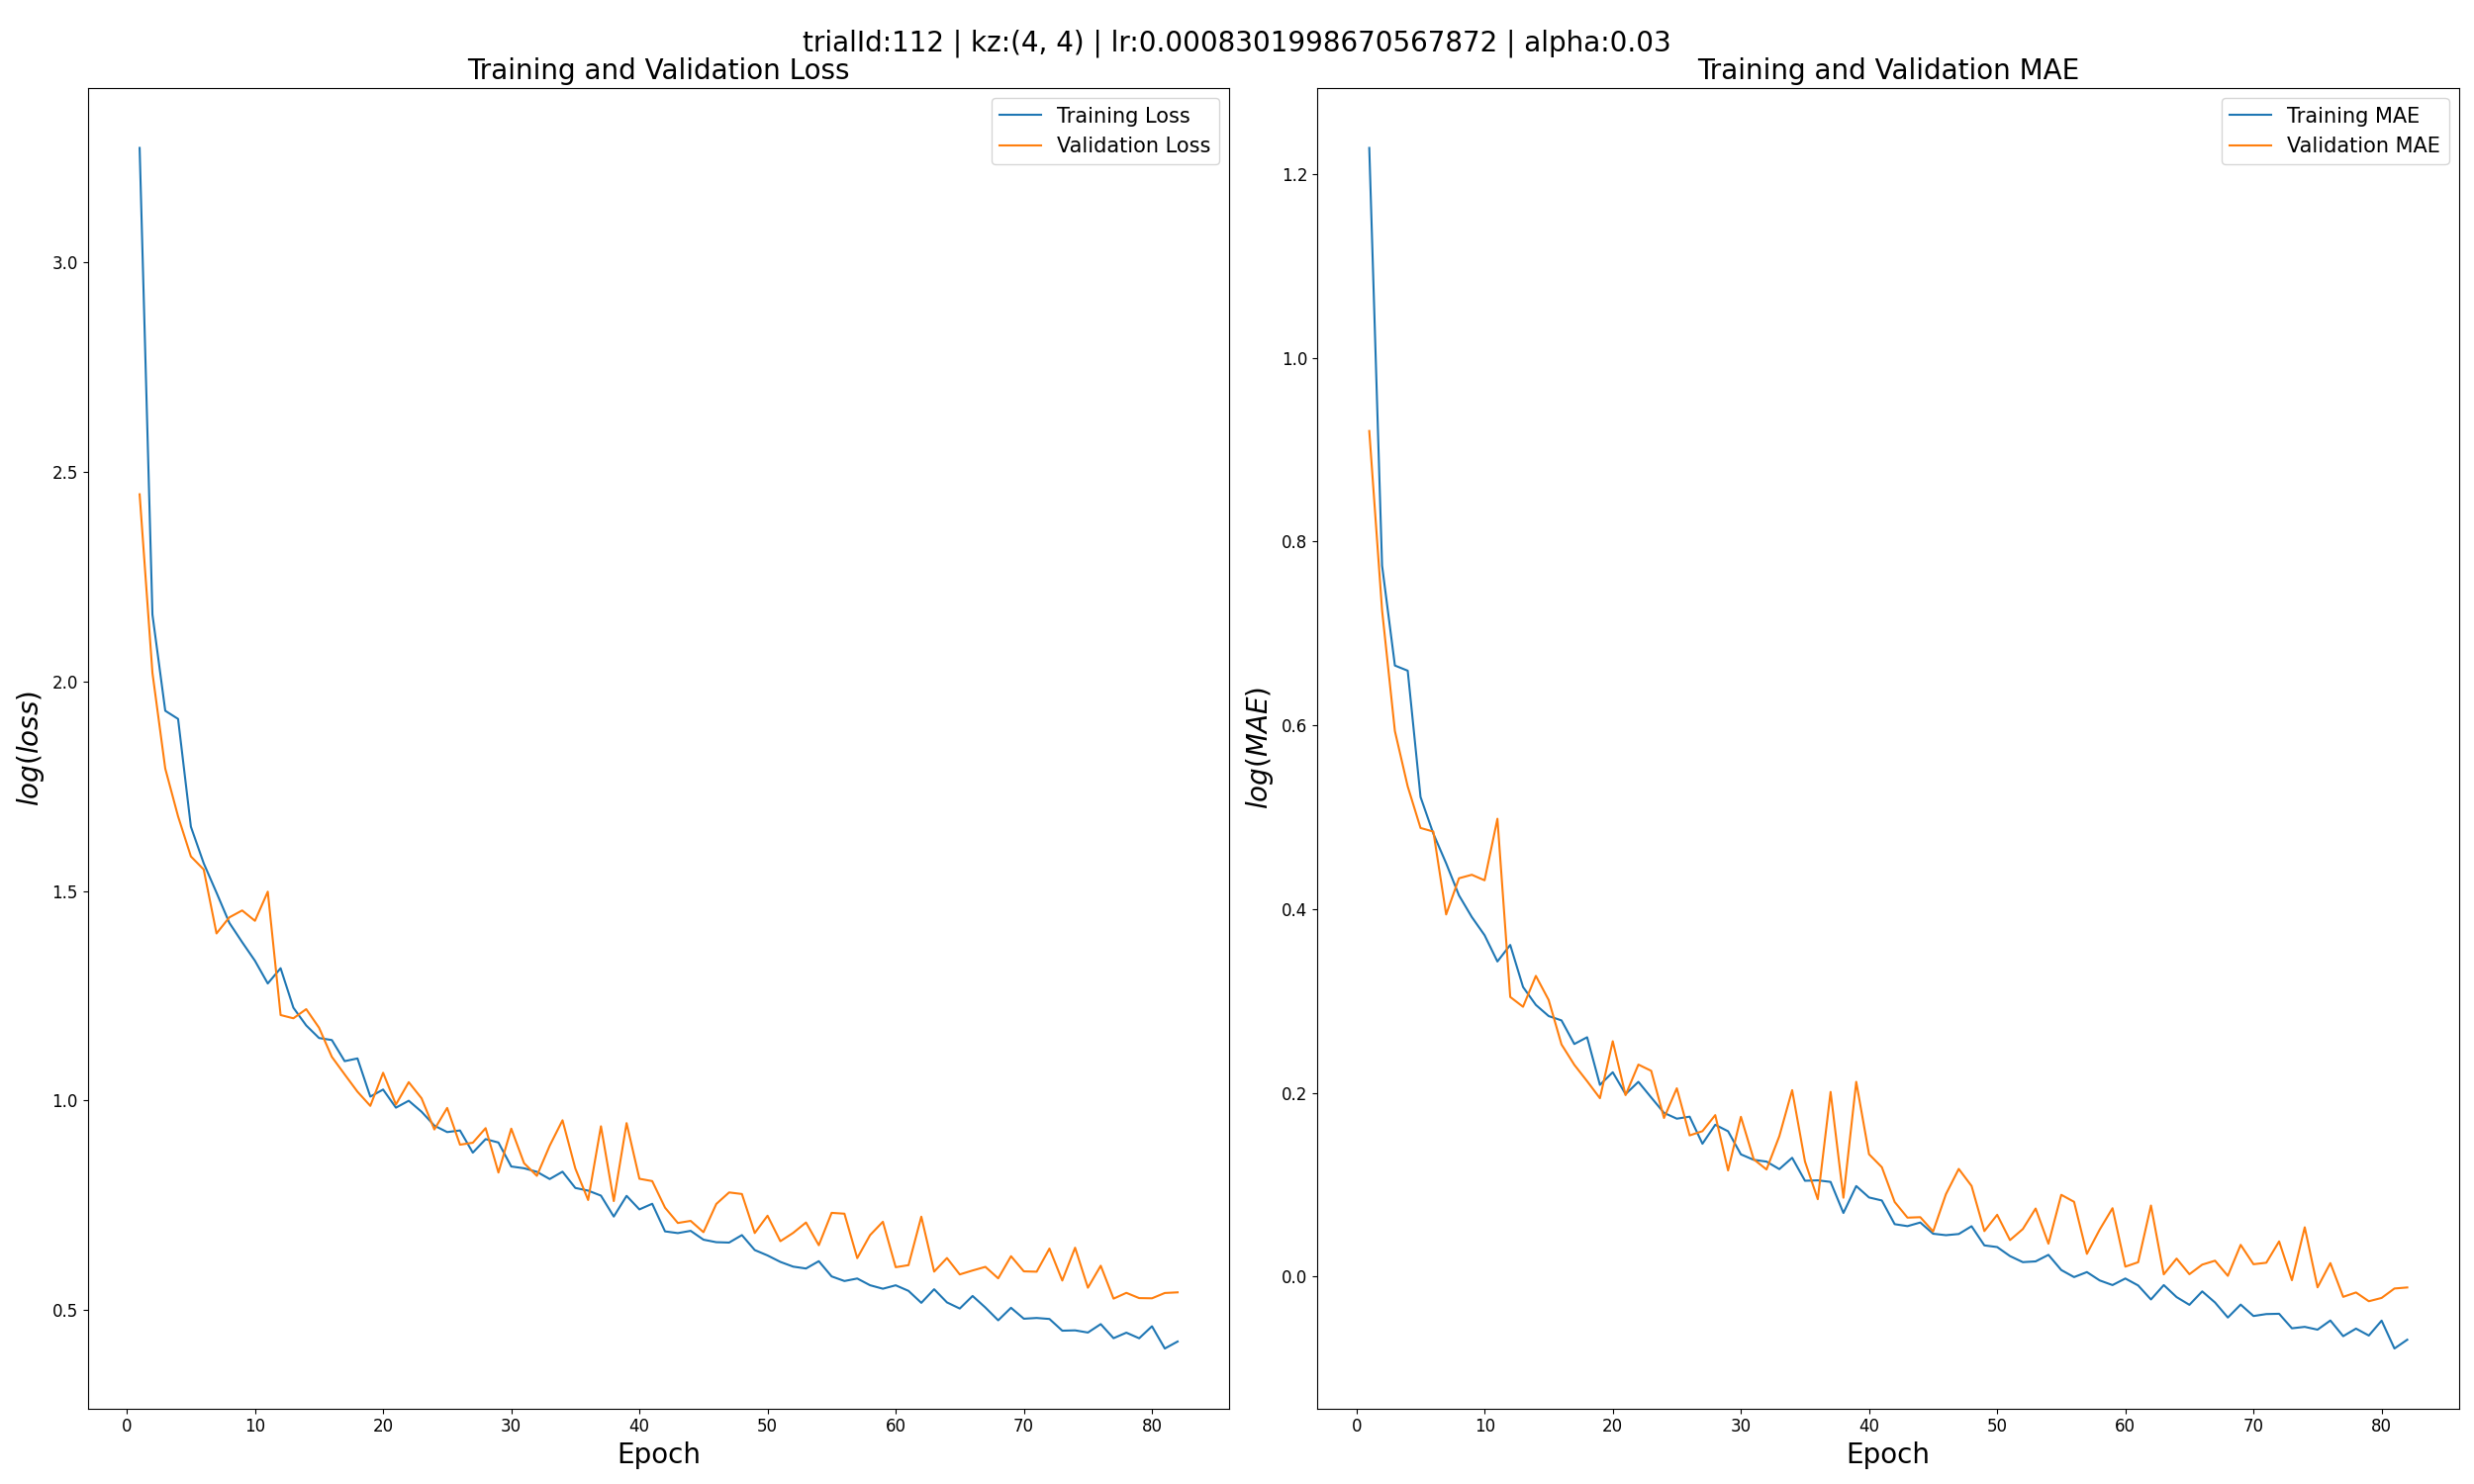 trialId:112 | kz:(4, 4) | lr:0.0008301998670567872 | alpha:0.03
Training and Validation Loss
Training Loss
Validation Loss
log(loss)
3.0
2.5
2.0
1.5
1.0
0.5
0 10 20 30 40 50 60 70 80
Epoch
Training and Validation MAE
Training MAE
Validation MAE
log(MAE)
1.2
1.0
0.8
0.6
0.4
0.2
0.0
0 10 20 30 40 50 60 70 80
Epoch